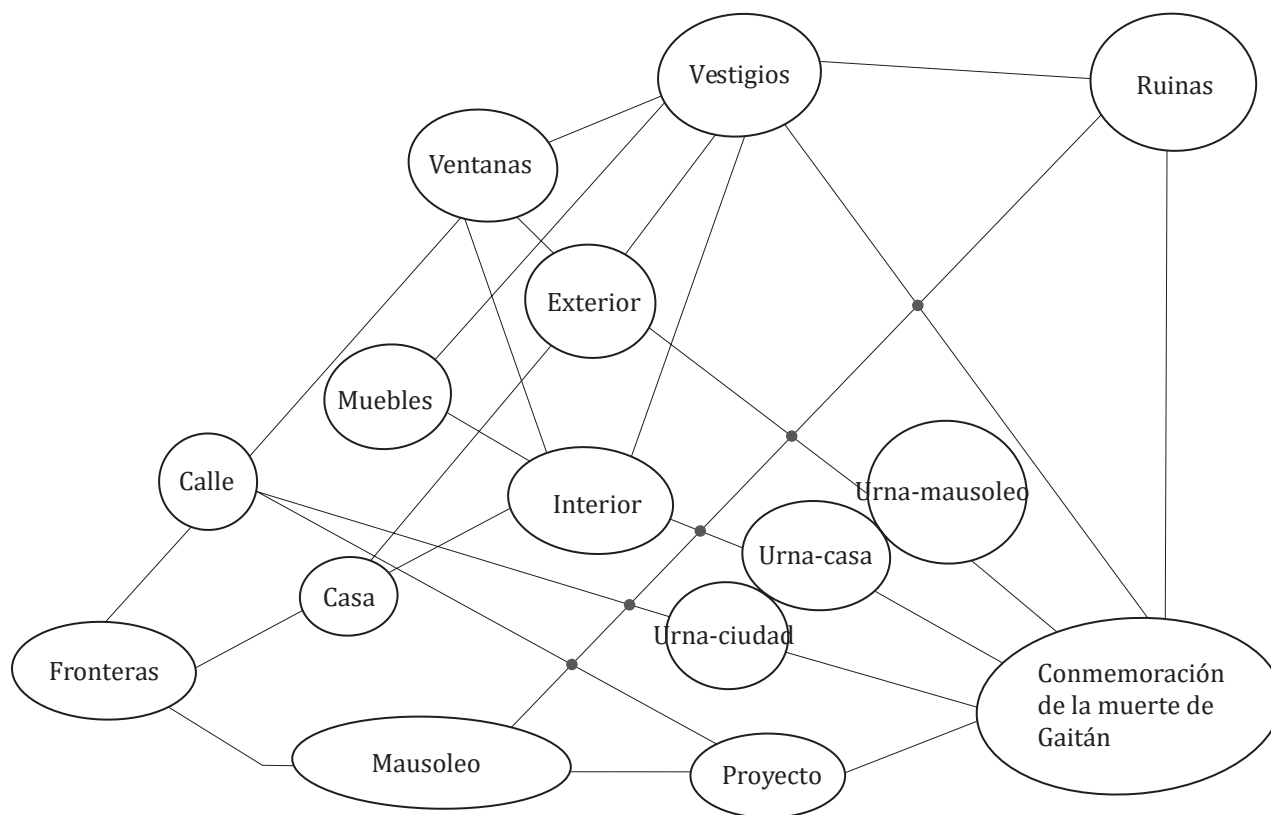 Vestigios
Ruinas
Ventanas
Exterior
Muebles
Calle
Interior
Urna-mausoleo
Urna-casa
Casa
Urna-ciudad
Fronteras
Conmemoración
de la muerte de
Gaitán
Mausoleo
Proyecto